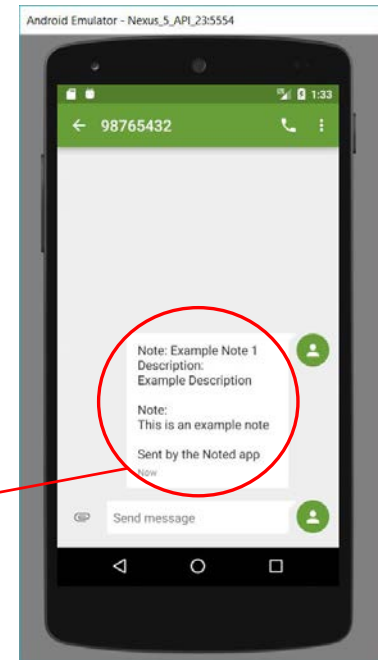 Android Emulator - Nexus_5_API_23:5554
1:33
98765432
Note: Example Note 1
Description:
Example Description
Note:
This is an example note
Sent by the Noted app
Now
Send message